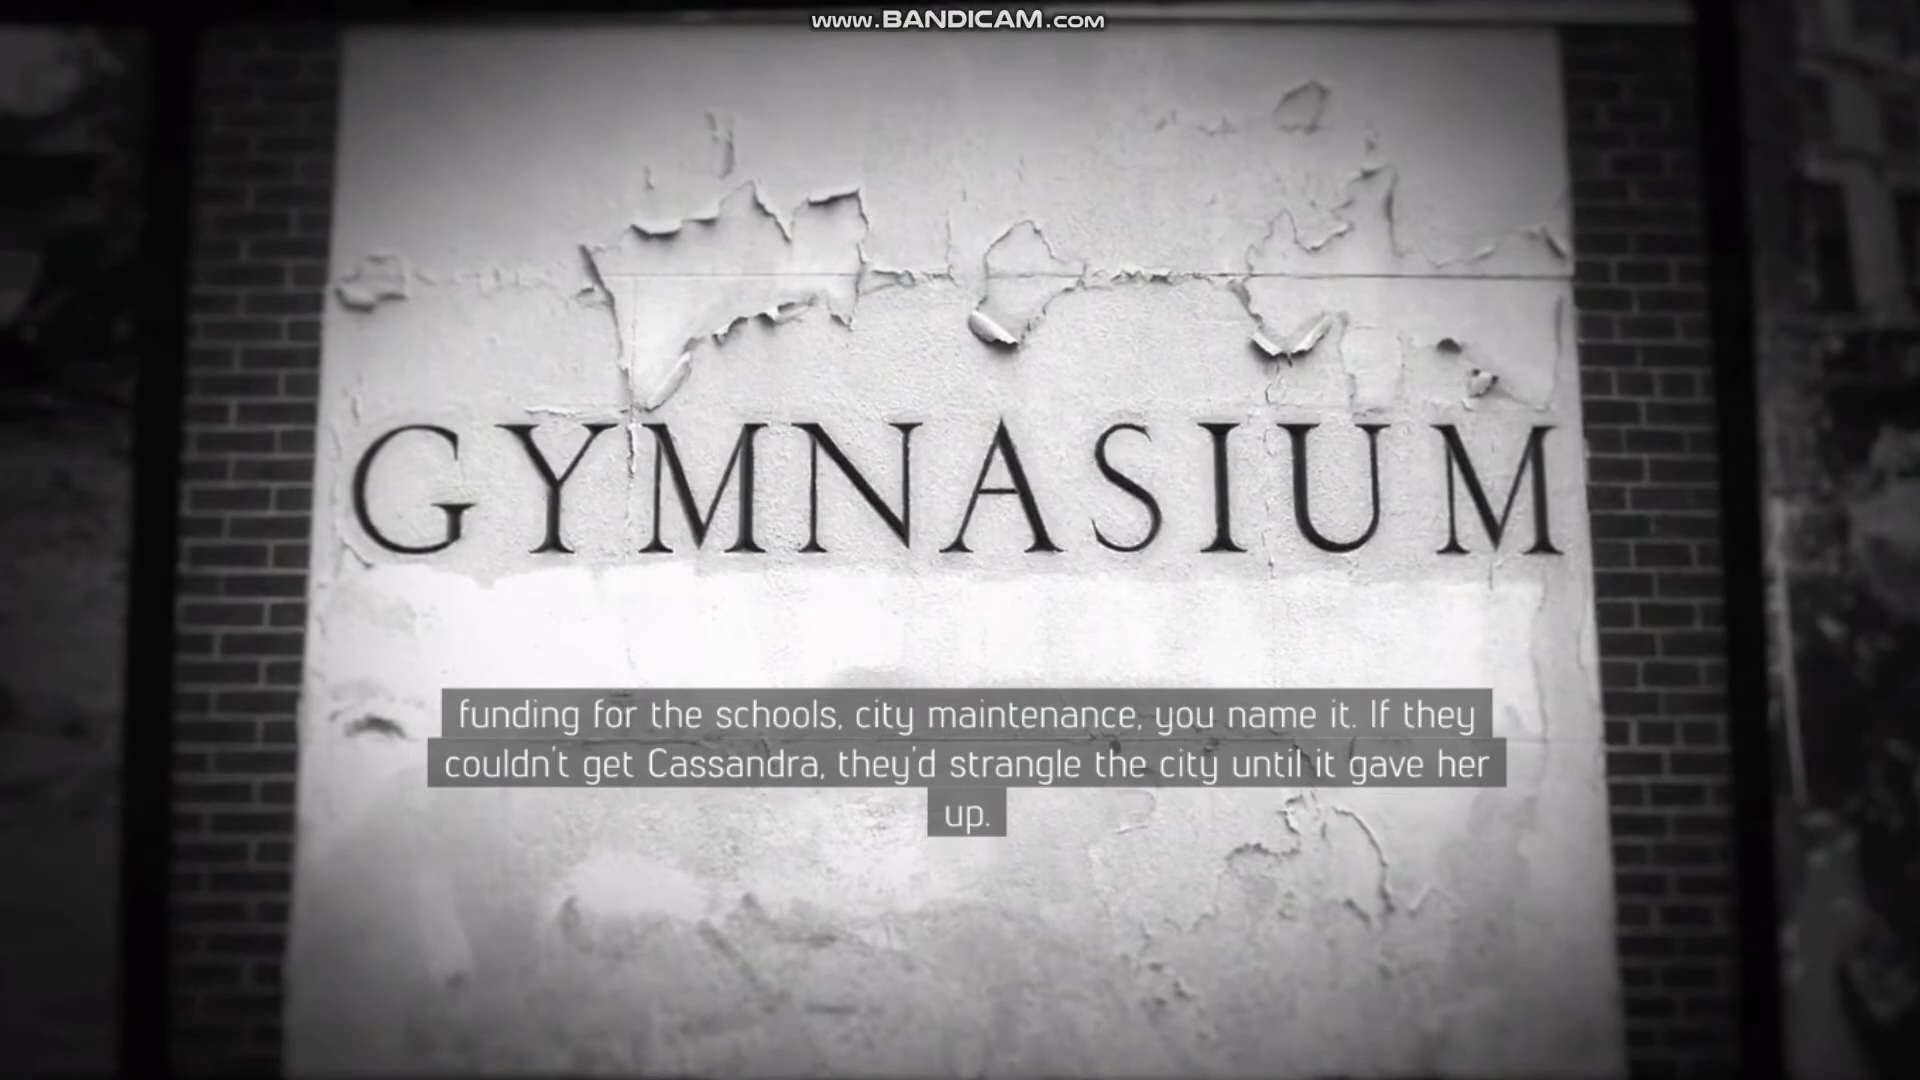 www.BANDICAM.com
GYMNASIUM
funding for the schools, city maintenance, you name it. If they
couldn't get Cassandra, they'd strangle the city until it gave her
up.